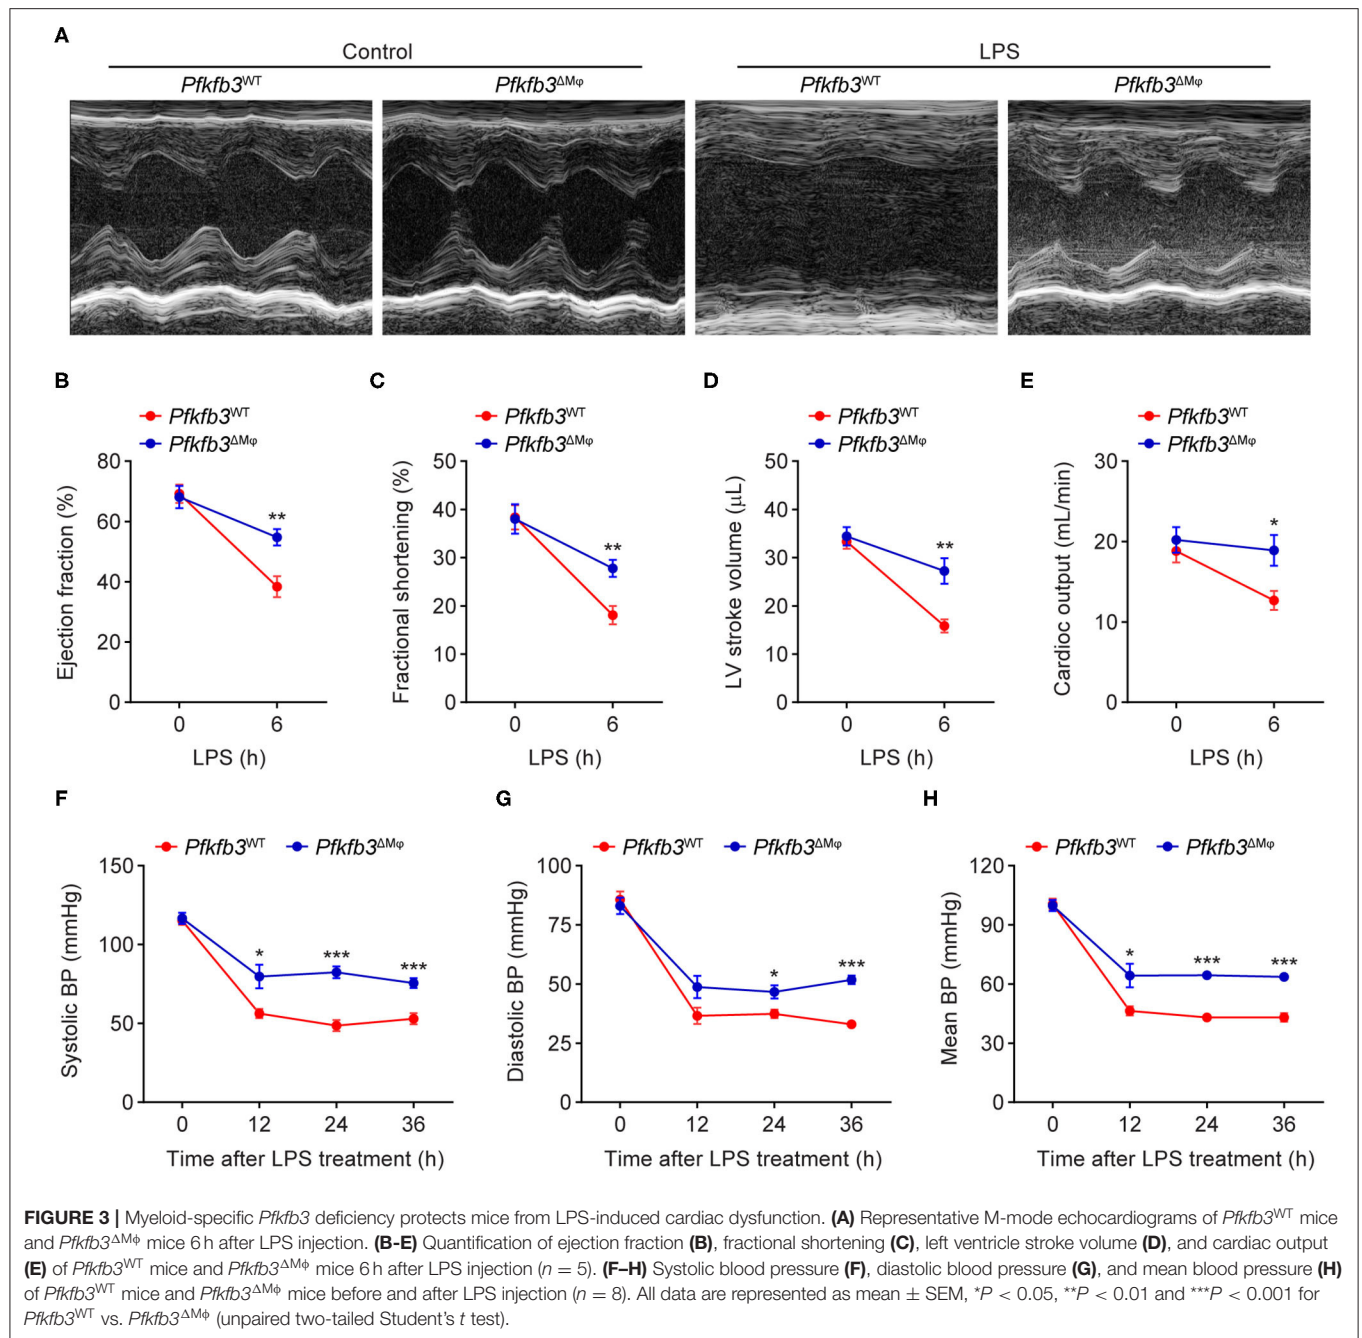 A
Control
LPS
Pfkfb3WT
Pfkfb3ΔMφ
Pfkfb3WT
Pfkfb3ΔMφ
B
Pfkfb3WT
Pfkfb3ΔMφ
Ejection fraction (%)
80
60
40
20
0
**
0 6
LPS (h)
C
Pfkfb3WT
Pfkfb3ΔMφ
Fractional shortening (%)
50
40
30
20
10
0
**
0 6
LPS (h)
D
Pfkfb3WT
Pfkfb3ΔMφ
LV stroke volume (μL)
50
40
30
20
10
0
**
0 6
LPS (h)
E
Pfkfb3WT
Pfkfb3ΔMφ
Cardioc output (mL/min)
30
20
10
0
*
0 6
LPS (h)
F
Pfkfb3WT Pfkfb3ΔMφ
Systolic BP (mmHg)
150
100
50
0
* *** ***
0 12 24 36
Time after LPS treatment (h)
G
Pfkfb3WT Pfkfb3ΔMφ
Diastolic BP (mmHg)
100
75
50
25
0
* ***
0 12 24 36
Time after LPS treatment (h)
H
Pfkfb3WT Pfkfb3ΔMφ
Mean BP (mmHg)
120
90
60
30
0
* *** ***
0 12 24 36
Time after LPS treatment (h)
FIGURE 3 | Myeloid-specific Pfkfb3 deficiency protects mice from LPS-induced cardiac dysfunction. (A) Representative M-mode echocardiograms of Pfkfb3WT mice
and Pfkfb3ΔMφ mice 6 h after LPS injection. (B-E) Quantification of ejection fraction (B), fractional shortening (C), left ventricle stroke volume (D), and cardiac output
(E) of Pfkfb3WT mice and Pfkfb3ΔMφ mice 6 h after LPS injection (n = 5). (F–H) Systolic blood pressure (F), diastolic blood pressure (G), and mean blood pressure (H)
of Pfkfb3WT mice and Pfkfb3ΔMφ mice before and after LPS injection (n = 8). All data are represented as mean ± SEM, *P < 0.05, **P < 0.01 and ***P < 0.001 for
Pfkfb3WT vs. Pfkfb3ΔMφ (unpaired two-tailed Student's t test).